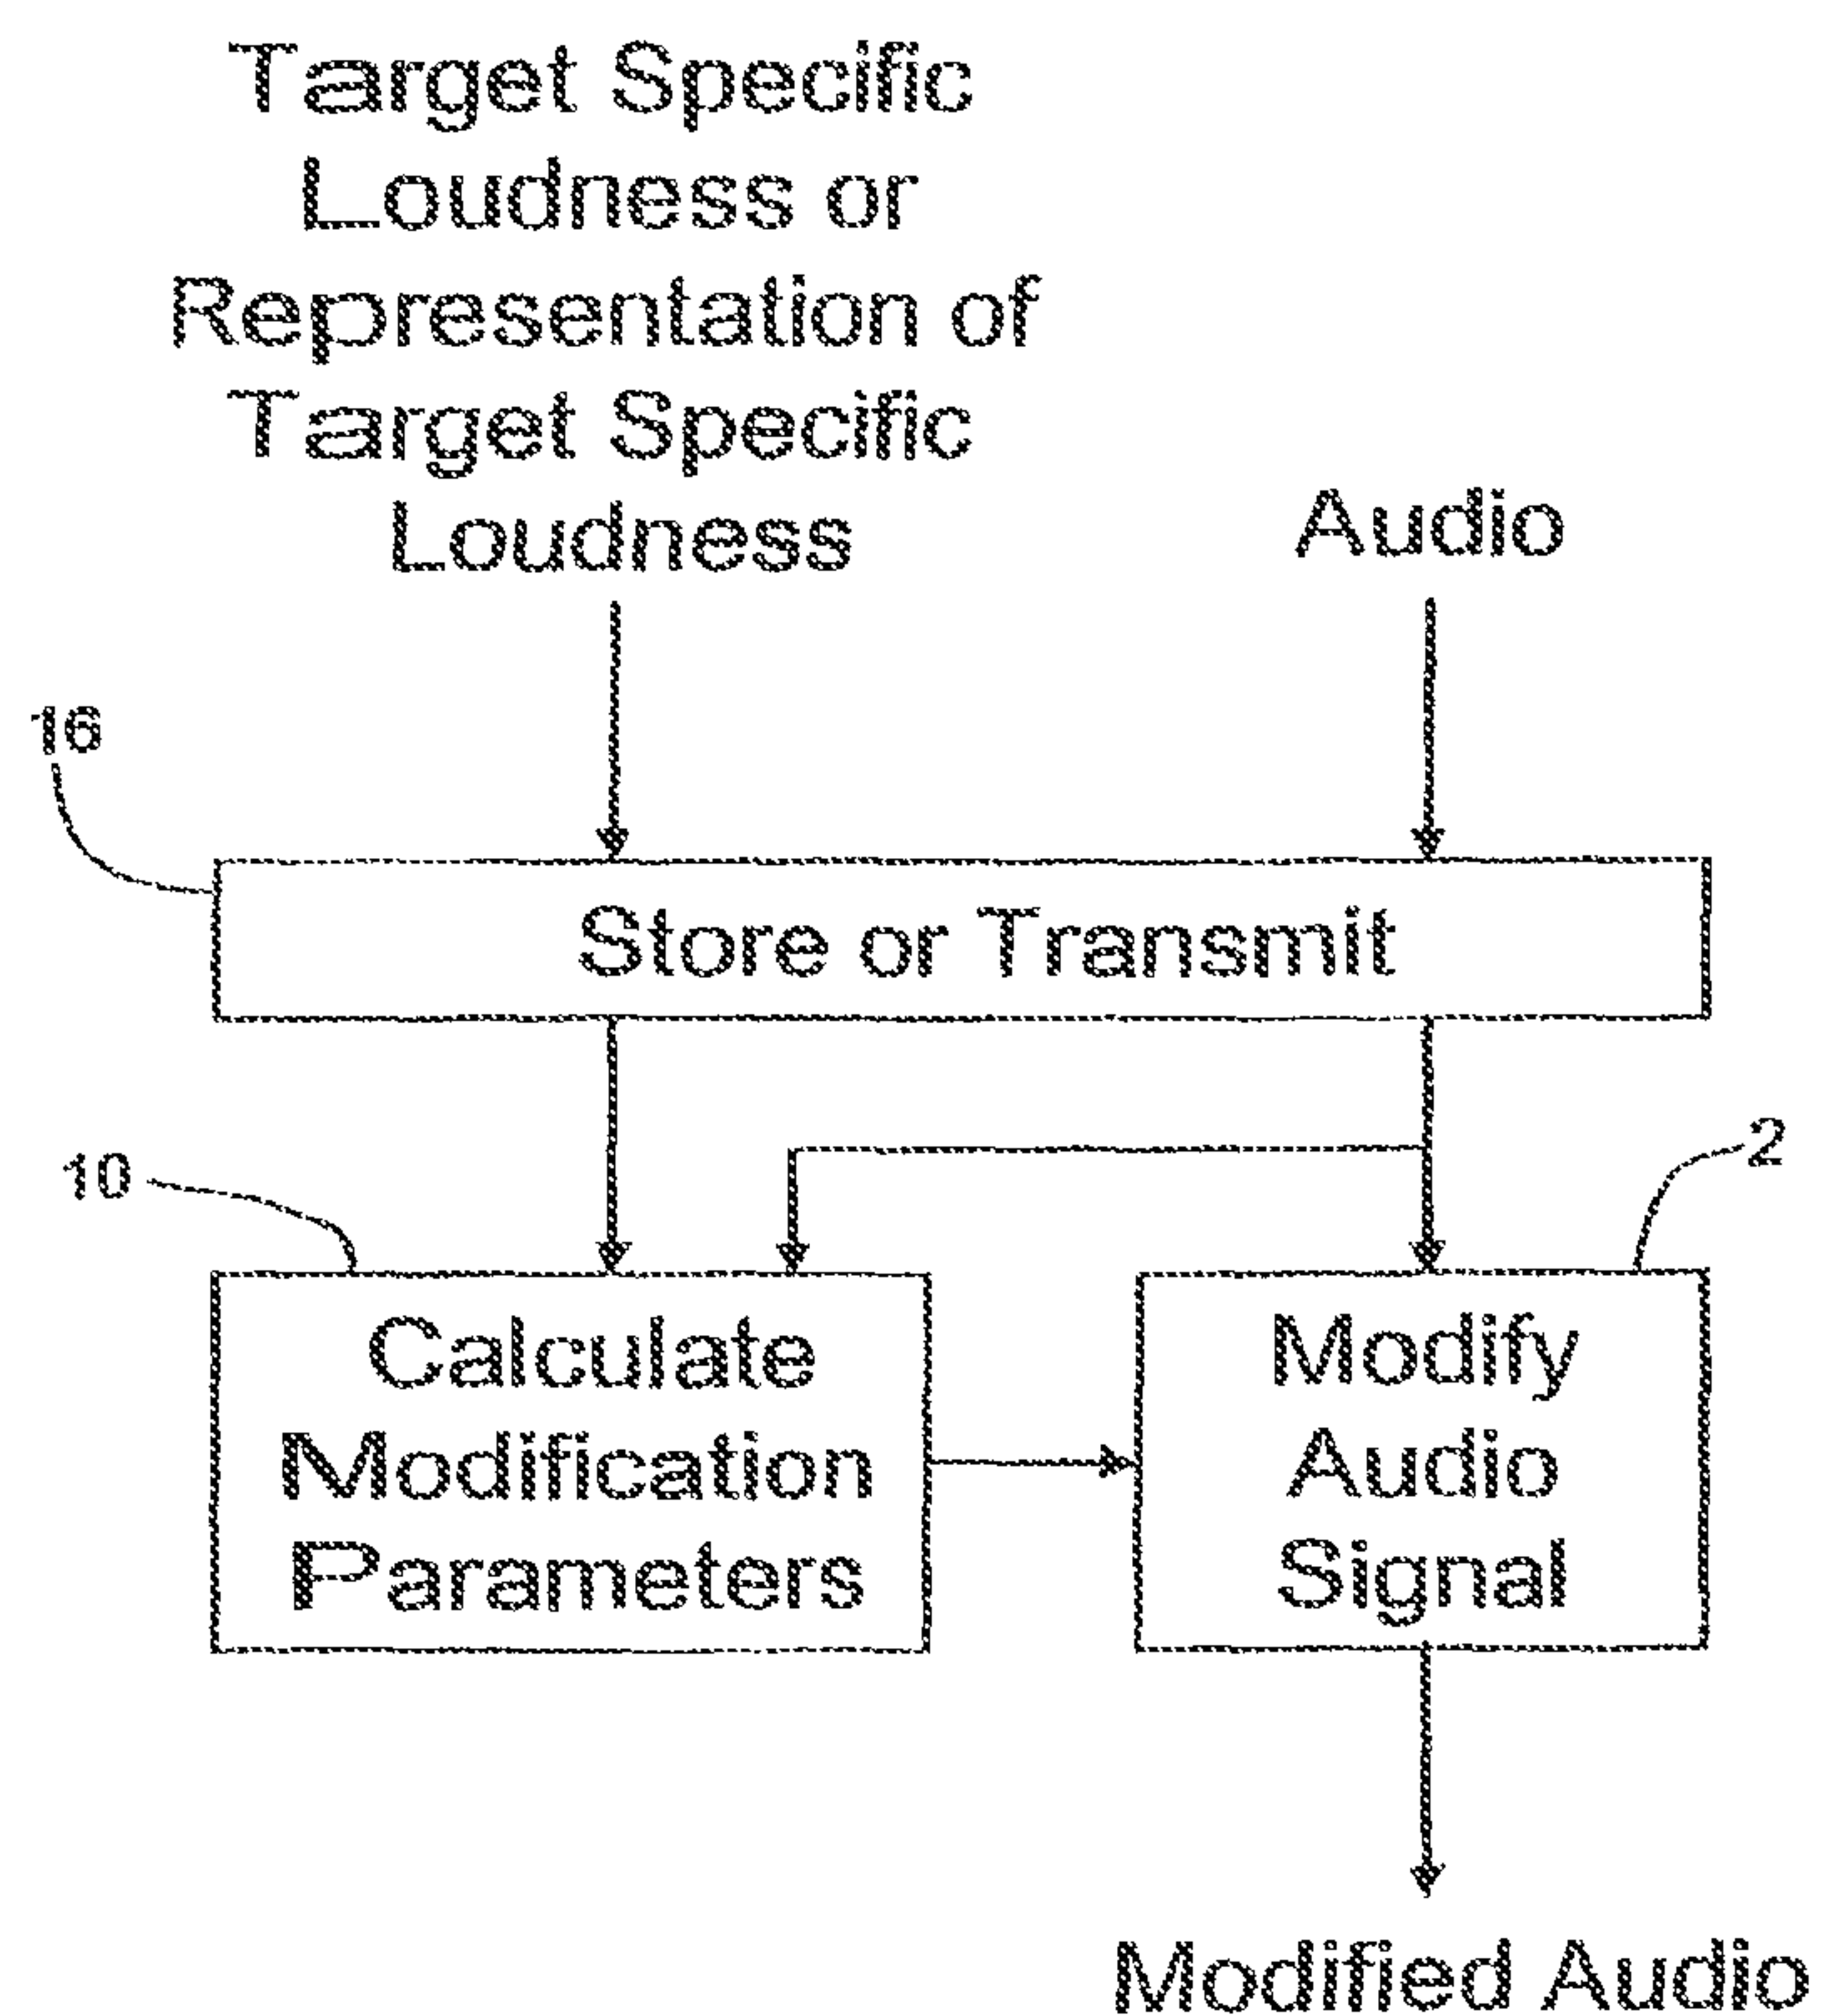 Target Specific
Loudness or
Representation of
Target Specific
Loudness
Audio
16
Store or Transmit
10
2
Calculate
Modification
Parameters
Modify
Audio
Signal
Modified Audio